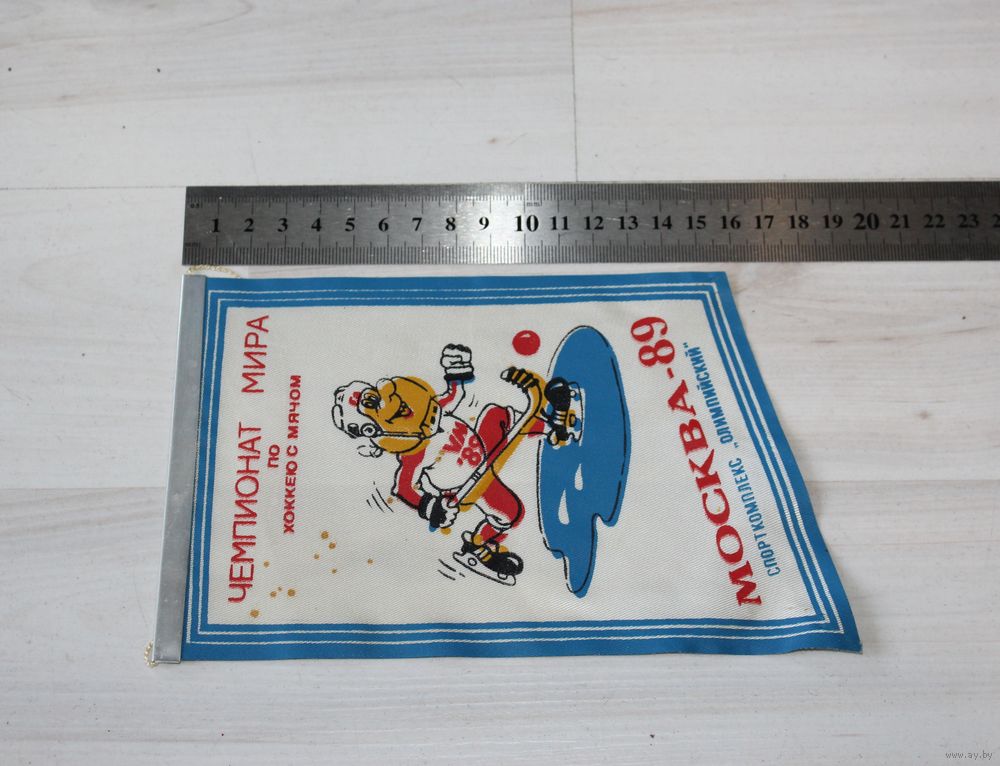 1 2 3 4 5 6 7 8 9 10 11 12 13 14 15 16 17 18 19 20 21 22 23
ЧЕМПИОНАТ МИРА
ПО
ХОККЕЮ С МЯЧОМ
VM
'89
МОСКВА-89
СПОРТКОМПЛЕКС „ОЛИМПИЙСКИЙ"
www.ay.by